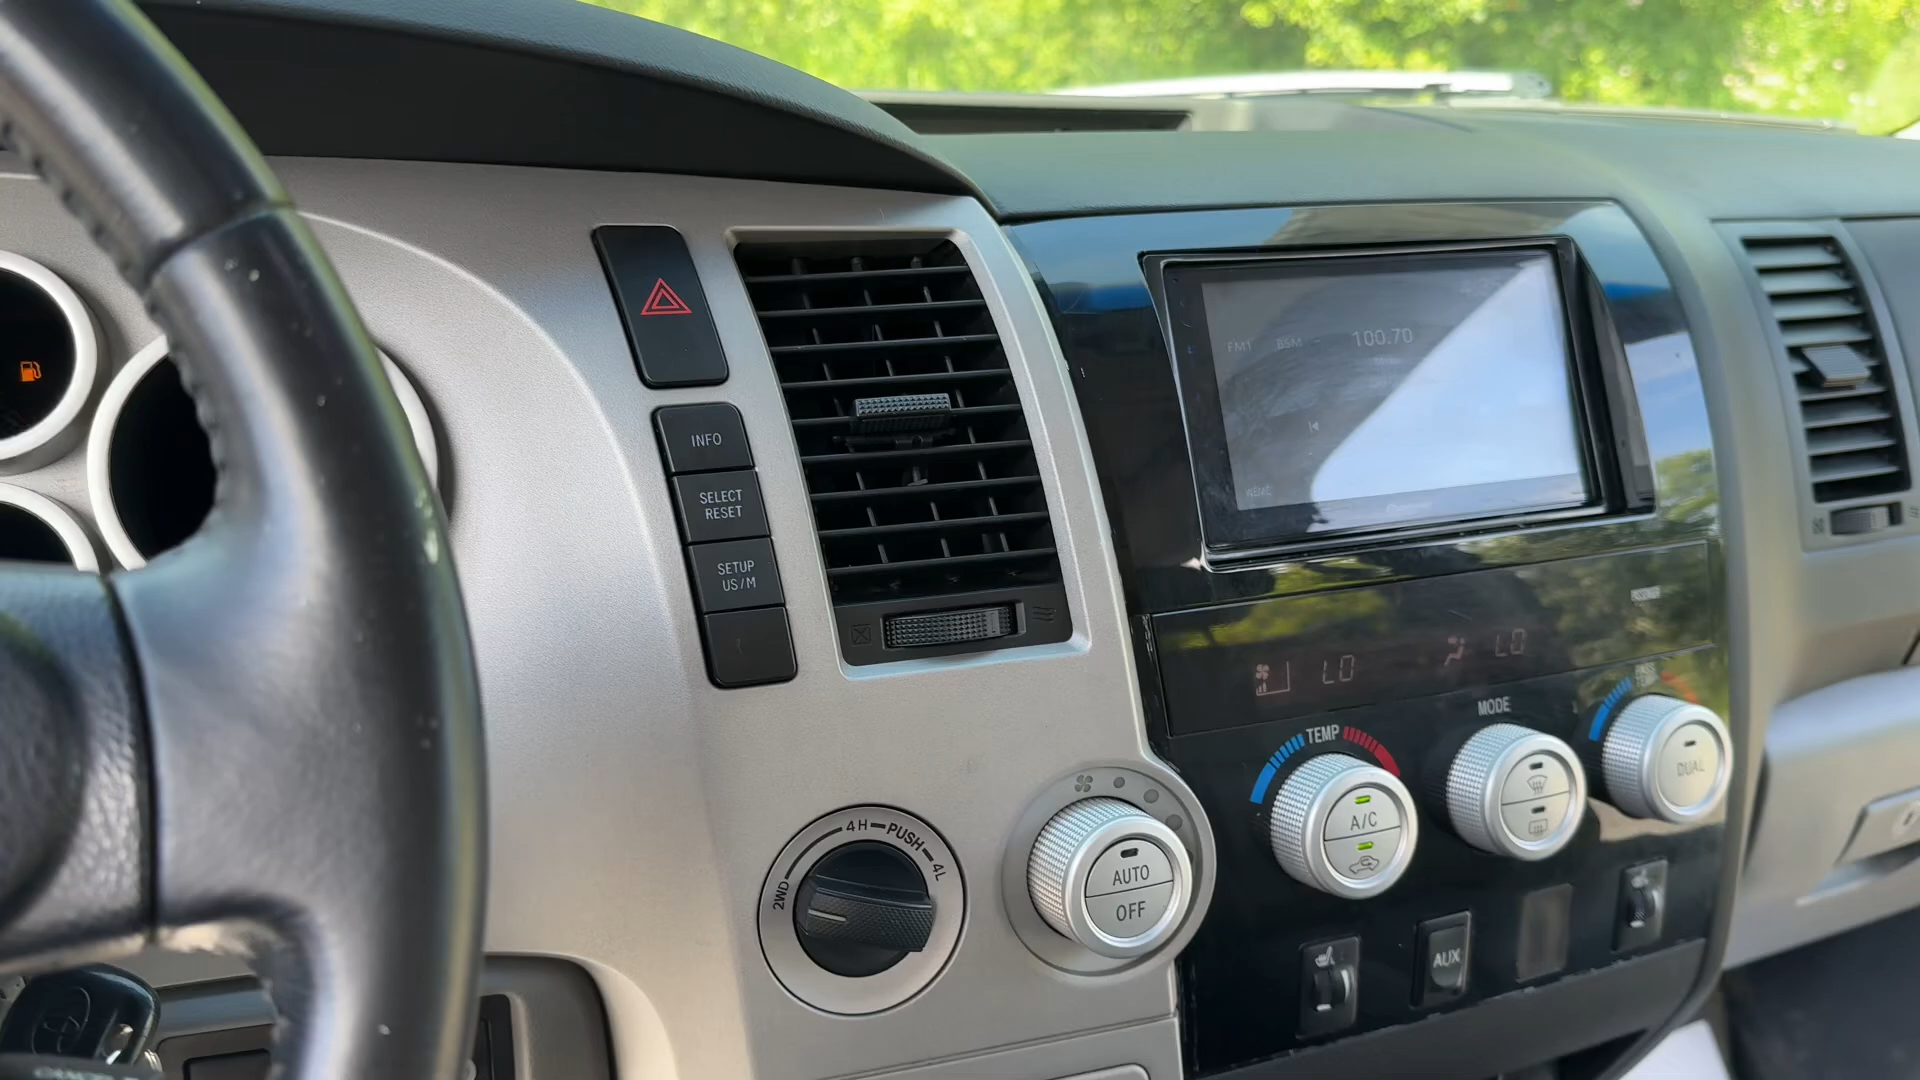 INFO
SELECT
RESET
SETUP
US/M
FM1 BSM 100.70
LO LO
TEMP
MODE
A/C
DUAL
AUTO
OFF
2WD 4H PUSH 4L
AUX